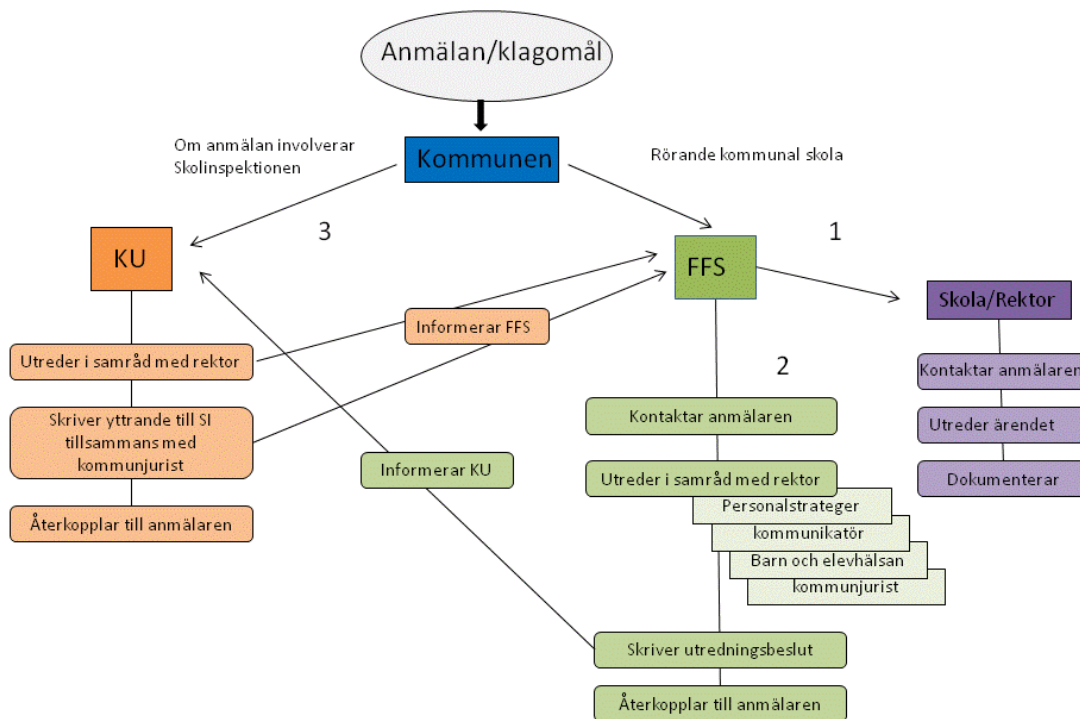 Anmälan/klagomål
Om anmälan involverar
Skolinspektionen
Kommunen
Rörande kommunal skola
3
1
KU
FFS
Skola/Rektor
Informerar FFS
Utreder i samråd med rektor
2
Kontaktar anmälaren
Skriver yttrande till SI
tillsammans med
kommunjurist
Kontaktar anmälaren
Utreder ärendet
Informerar KU
Utreder i samråd med rektor
Dokumenterar
Personalstrateger
kommunikatör
Barn och elevhälsan
kommunjurist
Återkopplar till anmälaren
Skriver utredningsbeslut
Återkopplar till anmälaren